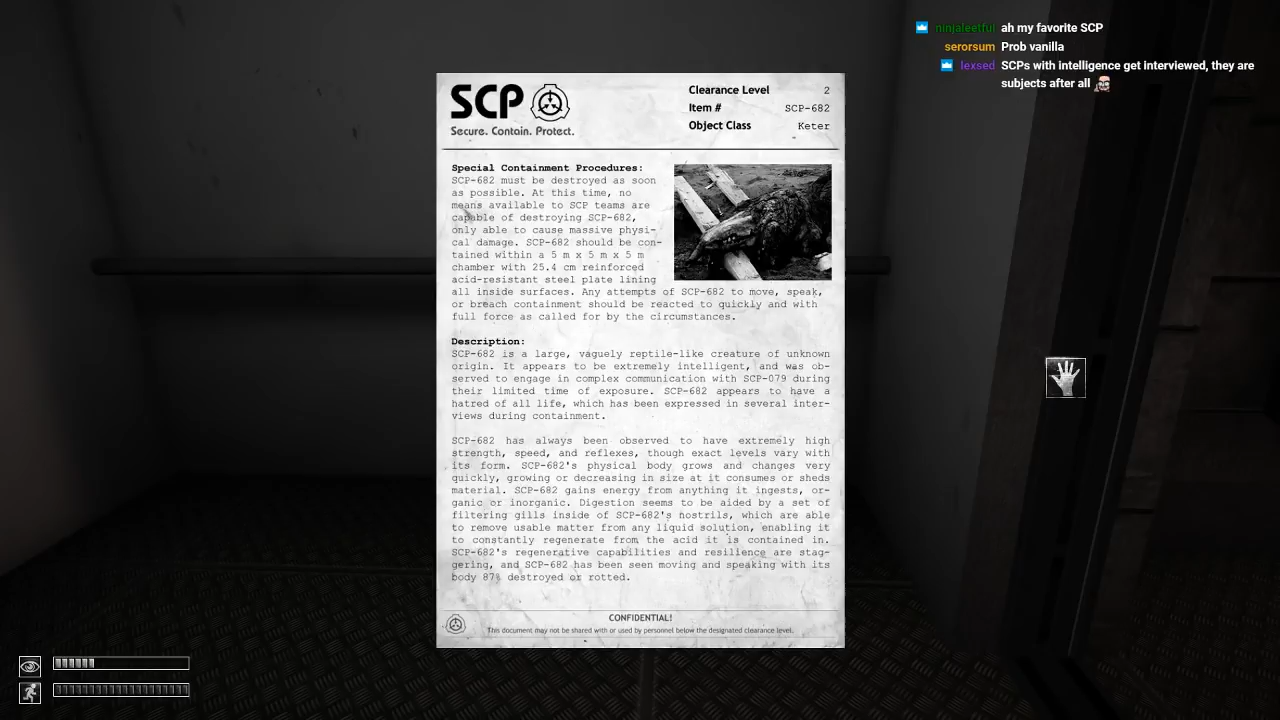 ninjaleetful ah my favorite SCP
serorsum Prob vanilla
lexsed SCPs with intelligence get interviewed, they are
subjects after all
SCP
Secure. Contain. Protect.
Clearance Level 2
Item # SCP-682
Object Class Keter
Special Containment Procedures:
SCP-682 must be destroyed as soon
as possible. At this time, no
means available to SCP teams are
capable of destroying SCP-682,
only able to cause massive physi-
cal damage. SCP-682 should be con-
tained within a 5 m x 5 m x 5 m
chamber with 25.4 cm reinforced
acid-resistant steel plate lining
all inside surfaces. Any attempts of SCP-682 to move, speak,
or breach containment should be reacted to quickly and with
full force as called for by the circumstances.
Description:
SCP-682 is a large, vaguely reptile-like creature of unknown
origin. It appears to be extremely intelligent, and was ob-
served to engage in complex communication with SCP-079 during
their limited time of exposure. SCP-682 appears to have a
hatred of all life, which has been expressed in several inter-
views during containment.
SCP-682 has always been observed to have extremely high
strength, speed, and reflexes, though exact levels vary with
its form. SCP-682's physical body grows and changes very
quickly, growing or decreasing in size at it consumes or sheds
material. SCP-682 gains energy from anything it ingests, or-
ganic or inorganic. Digestion seems to be aided by a set of
filtering gills inside of SCP-682's nostrils, which are able
to remove usable matter from any liquid solution, enabling it
to constantly regenerate from the acid it is contained in.
SCP-682's regenerative capabilities and resilience are stag-
gering, and SCP-682 has been seen moving and speaking with its
body 87% destroyed or rotted.
CONFIDENTIAL!
This document may not be shared with or used by personnel below the designated clearance level.